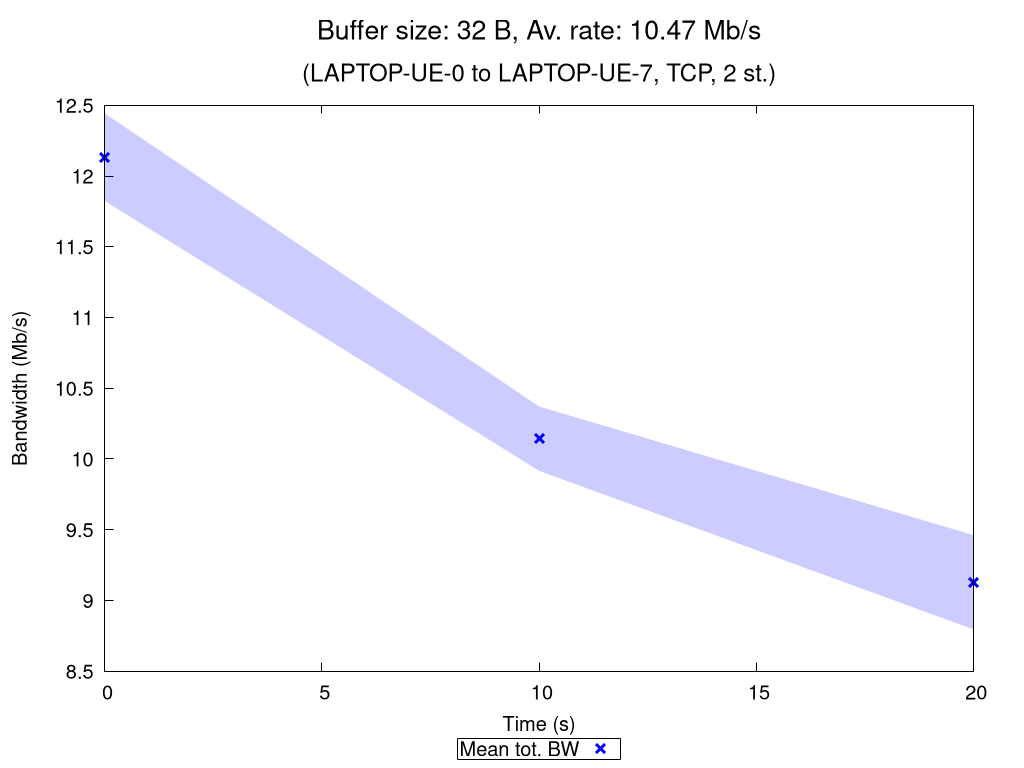 Buffer size: 32 B, Av. rate: 10.47 Mb/s
(LAPTOP-UE-0 to LAPTOP-UE-7, TCP, 2 st.)
12.5
12
11.5
11
10.5
10
9.5
9
8.5
Bandwidth (Mb/s)
0 5 10 15 20
Time (s)
Mean tot. BW